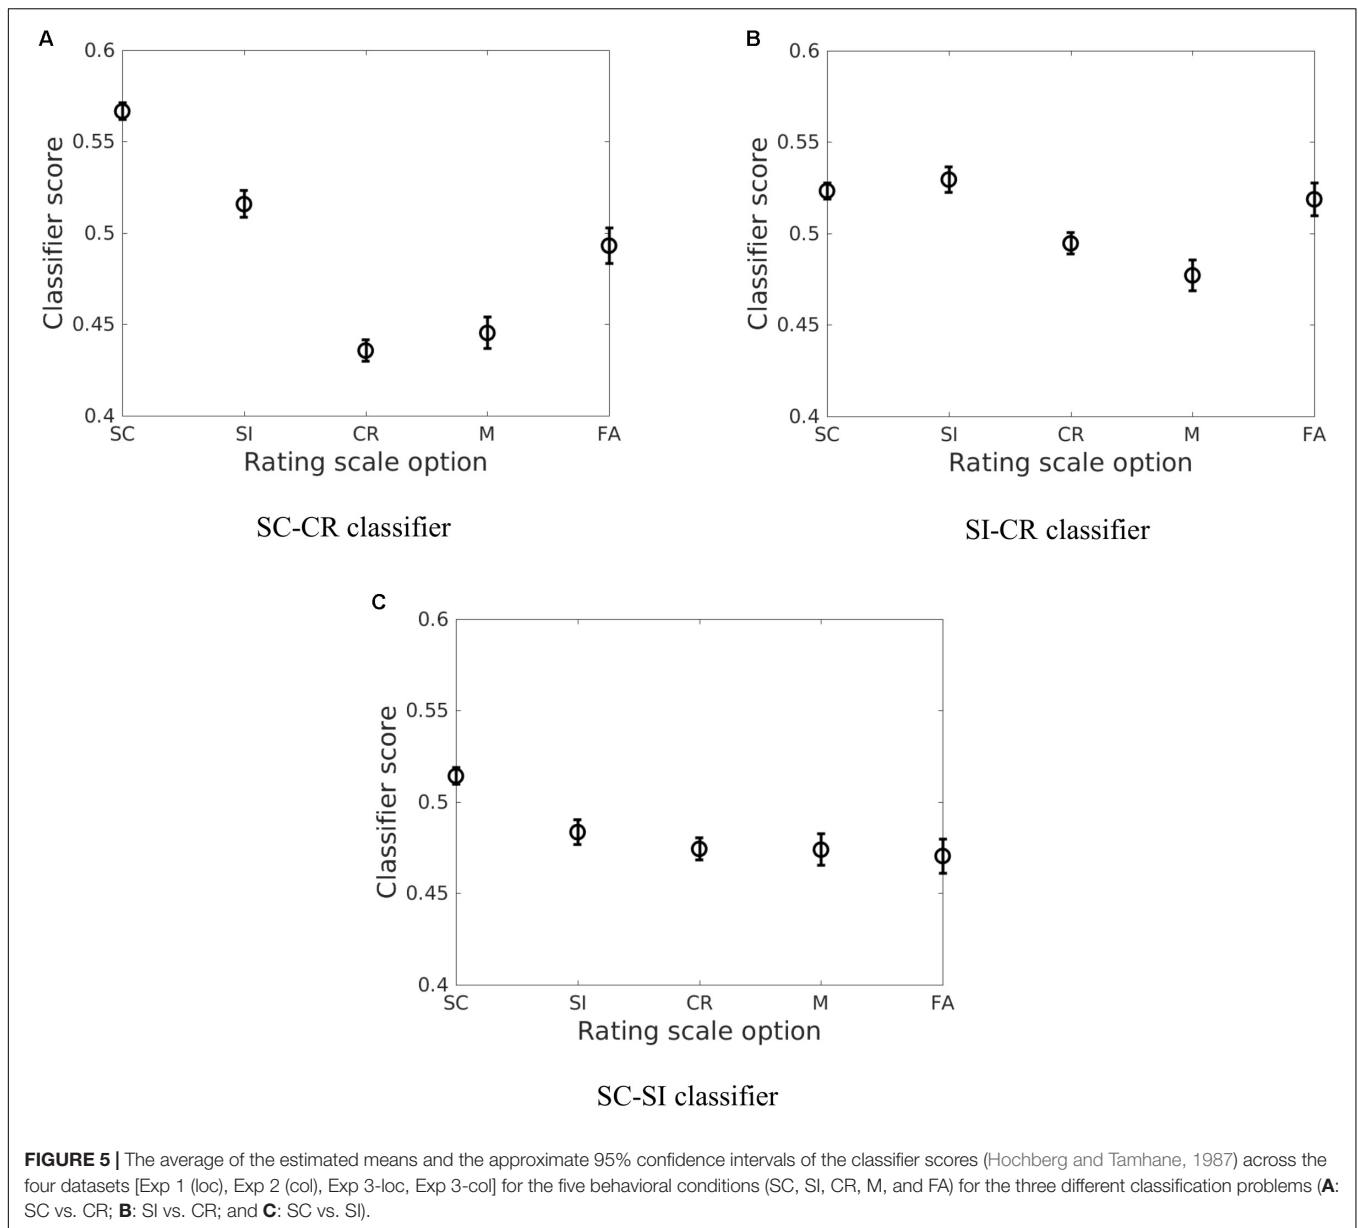 A
0.6
0.55
0.5
0.45
0.4
Classifier score
SC SI CR M FA
Rating scale option
SC-CR classifier
B
0.6
0.55
0.5
0.45
0.4
Classifier score
SC SI CR M FA
Rating scale option
SI-CR classifier
C
0.6
0.55
0.5
0.45
0.4
Classifier score
SC SI CR M FA
Rating scale option
SC-SI classifier
FIGURE 5 | The average of the estimated means and the approximate 95% confidence intervals of the classifier scores (Hochberg and Tamhane, 1987) across the
four datasets [Exp 1 (loc), Exp 2 (col), Exp 3-loc, Exp 3-col] for the five behavioral conditions (SC, SI, CR, M, and FA) for the three different classification problems (A:
SC vs. CR; B: SI vs. CR; and C: SC vs. SI).